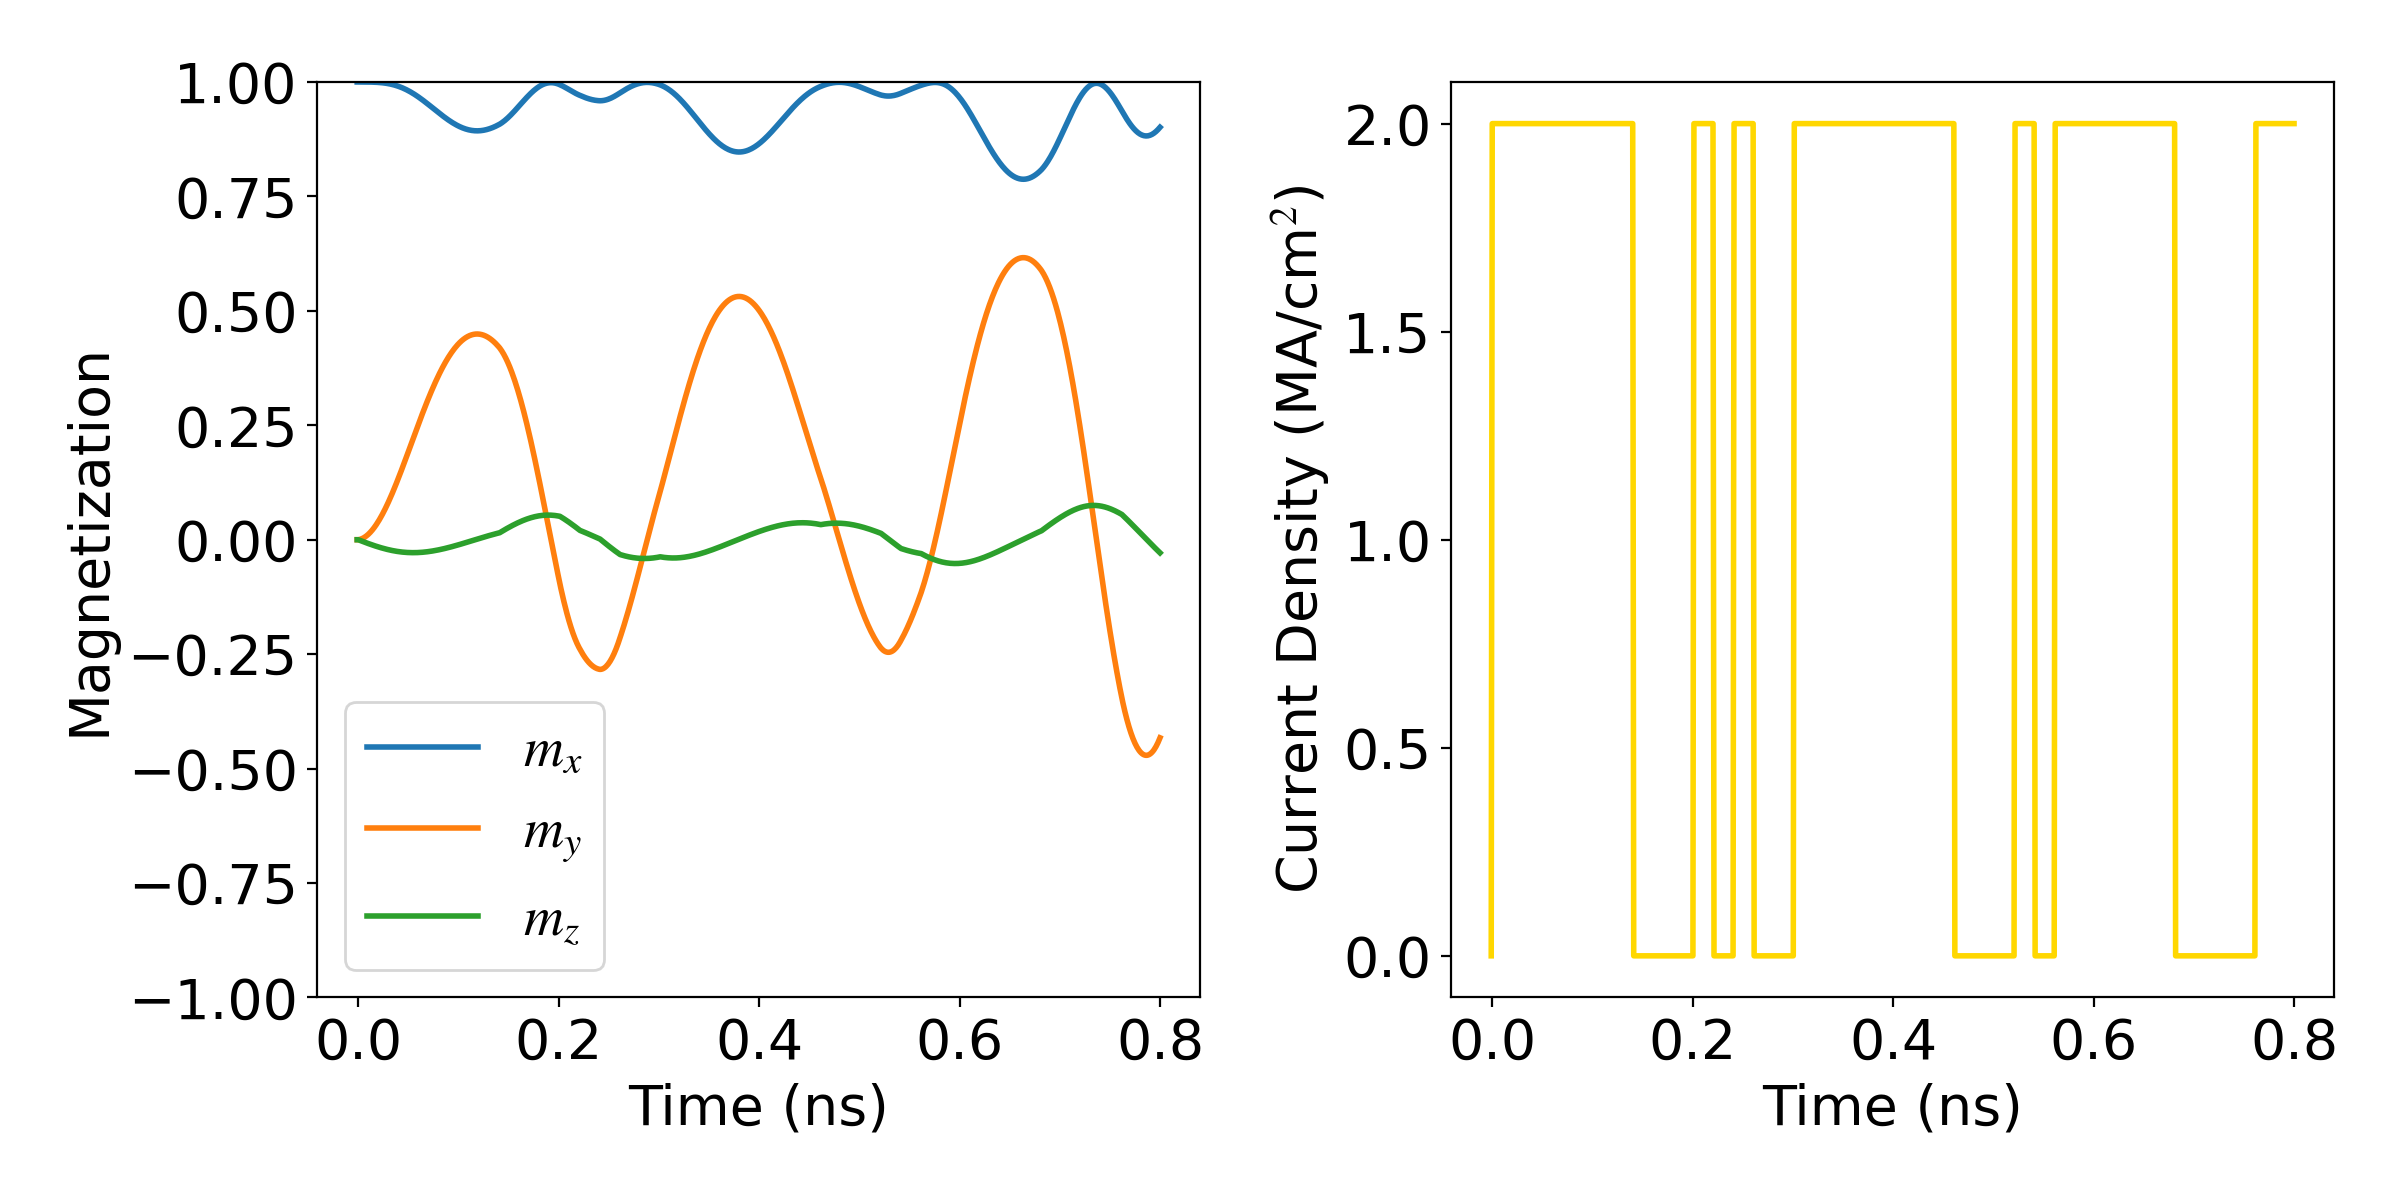 1.00
0.75
0.50
0.25
0.00
−0.25
−0.50
−0.75
−1.00
Magnetization
m_x
m_y
m_z
0.0 0.2 0.4 0.6 0.8
Time (ns)
2.0
1.5
1.0
0.5
0.0
Current Density (MA/cm²)
0.0 0.2 0.4 0.6 0.8
Time (ns)